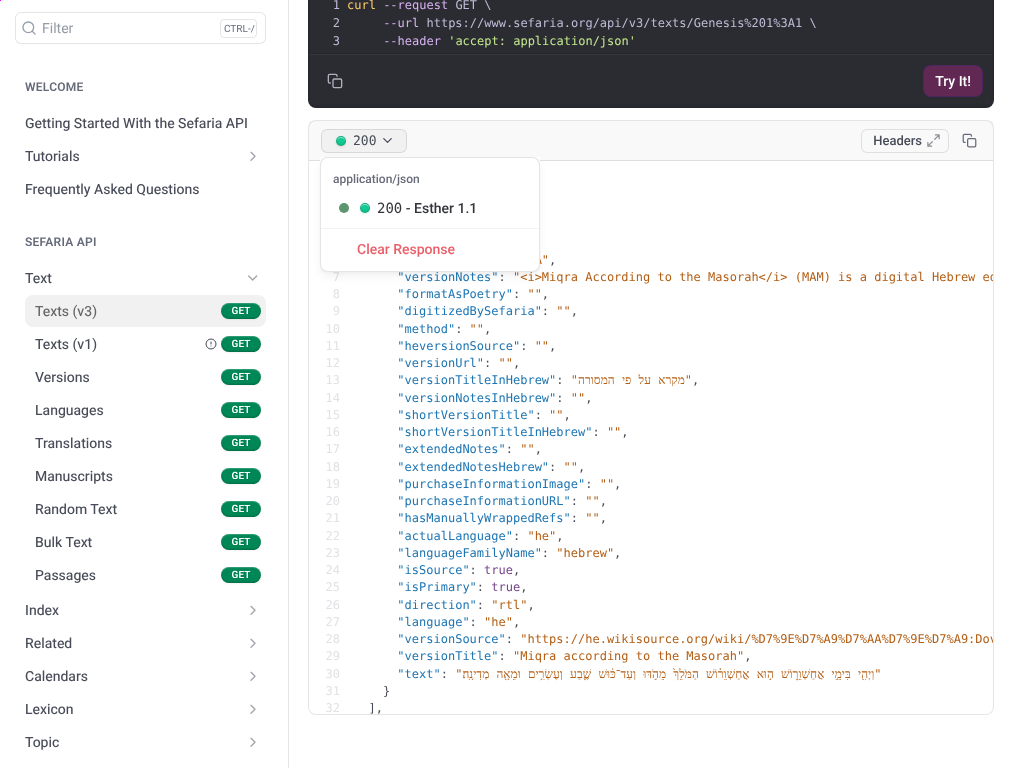 Filter
CTRL-/
WELCOME
Getting Started With the Sefaria API
Tutorials
Frequently Asked Questions
SEFARIA API
Text
Texts (v3) GET
Texts (v1) GET
Versions GET
Languages GET
Translations GET
Manuscripts GET
Random Text GET
Bulk Text GET
Passages GET
Index
Related
Calendars
Lexicon
Topic
1 curl --request GET \
2 --url https://www.sefaria.org/api/v3/texts/Genesis%201%3A1 \
3 --header 'accept: application/json'
Try It!
200
Headers
application/json
200 - Esther 1.1
Clear Response
",
7 "versionNotes": "<i>Miqra According to the Masorah</i> (MAM) is a digital Hebrew
8 "formatAsPoetry": "",
9 "digitizedBySefaria": "",
10 "method": "",
11 "heversionSource": "",
12 "versionUrl": "",
13 "versionTitleInHebrew": "מקרא על פי המסורה",
14 "versionNotesInHebrew": "",
15 "shortVersionTitle": "",
16 "shortVersionTitleInHebrew": "",
17 "extendedNotes": "",
18 "extendedNotesHebrew": "",
19 "purchaseInformationImage": "",
20 "purchaseInformationURL": "",
21 "hasManuallyWrappedRefs": "",
22 "actualLanguage": "he",
23 "languageFamilyName": "hebrew",
24 "isSource": true,
25 "isPrimary": true,
26 "direction": "rtl",
27 "language": "he",
28 "versionSource": "https://he.wikisource.org/wiki/%D7%9E%D7%A9%D7%AA%D7%9E%D7%A9:Dov
29 "versionTitle": "Miqra according to the Masorah",
30 "text": "וַיְהִ֖י בִּימֵ֣י אֲחַשְׁוֵר֑וֹשׁ ה֣וּא אֲחַשְׁוֵר֗וֹשׁ הַמֹּלֵךְ֙ מֵהֹ֣דּוּ וְעַד־כּ֔וּשׁ שֶׁ֛בַע וְעֶשְׂרִ֥ים וּמֵאָ֖ה מְדִינָֽה׃"
31 }
32 ],